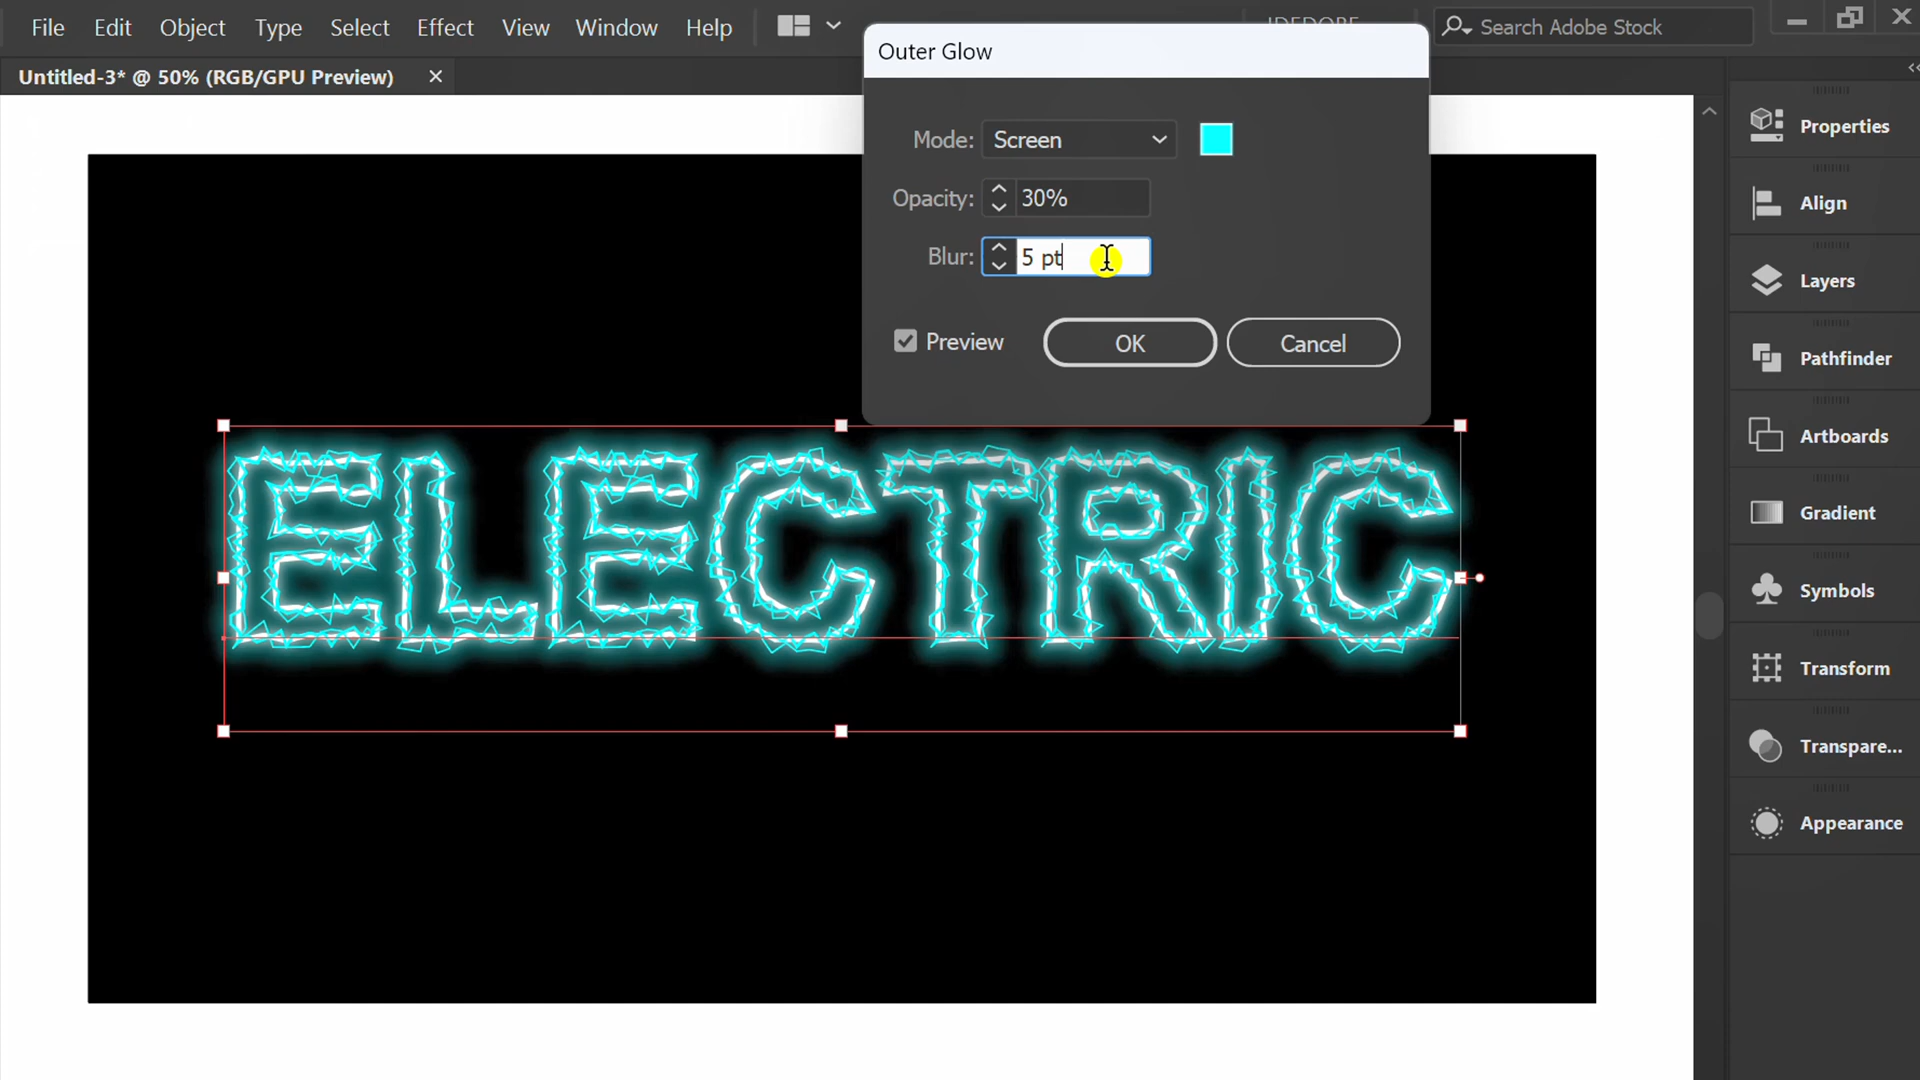 File Edit Object Type Select Effect View Window Help
Search Adobe Stock
Untitled-3* @ 50% (RGB/GPU Preview)
Outer Glow
Mode: Screen
Opacity: 30%
Blur: 5 pt
Preview OK Cancel
ELECTRIC
Properties
Align
Layers
Pathfinder
Artboards
Gradient
Symbols
Transform
Transpare...
Appearance